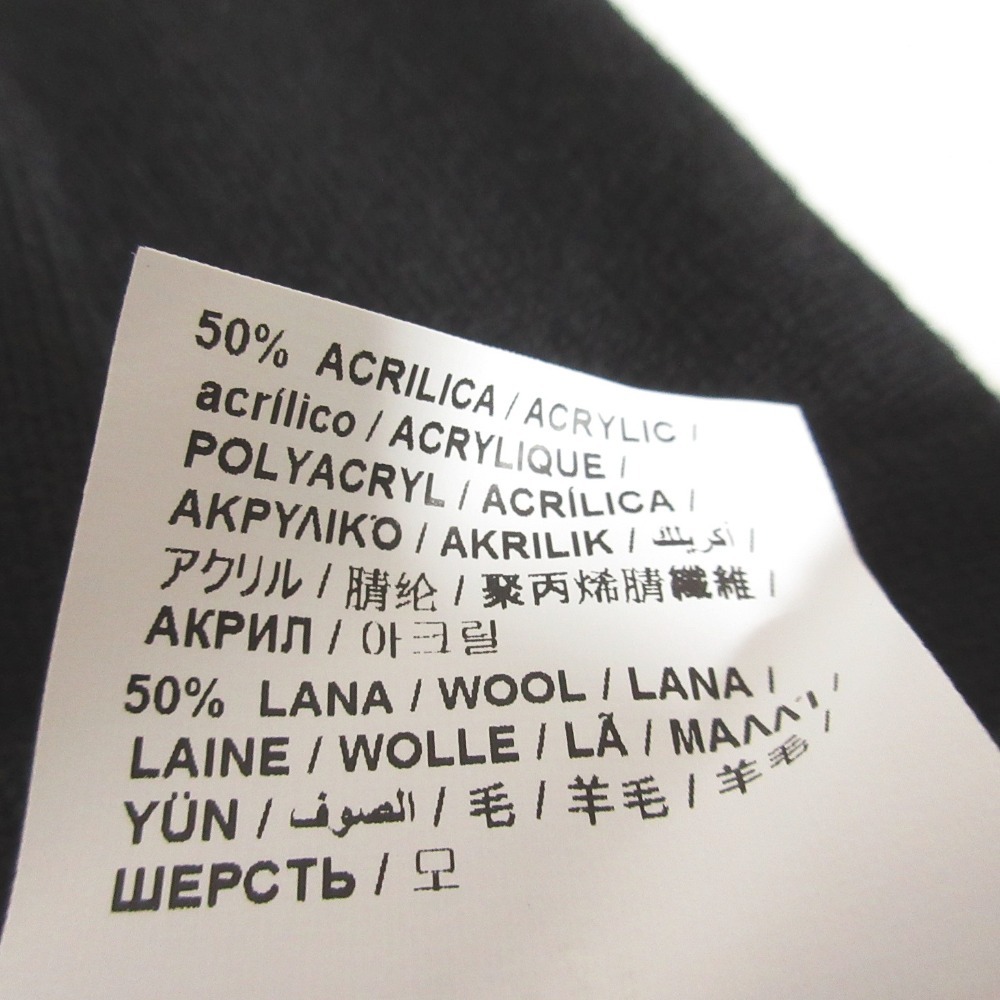 50% ACRILICA / ACRYLIC /
acrílico / ACRYLIQUE /
POLYACRYL / ACRÍLICA /
ΑΚΡΥΛΙΚΌ / AKRILIK / أكريلك /
アクリル / 腈纶 / 聚丙烯腈纖維 /
АКРИЛ / 아크릴
50% LANA / WOOL / LANA /
LAINE / WOLLE / LÃ / ΜΑΛΛΊ /
YÜN / الصوف / 毛 / 羊毛 / 羊毛 /
ШЕРСТЬ / 모